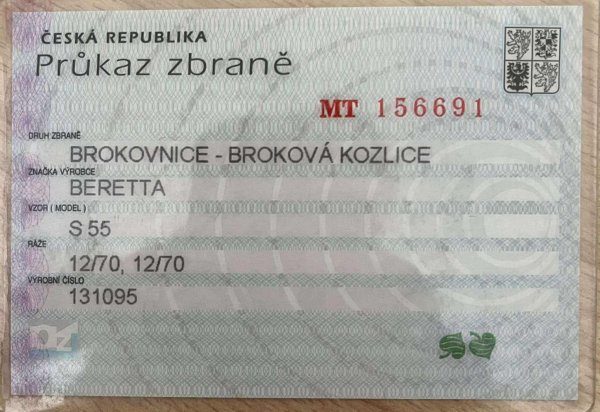 ČESKÁ REPUBLIKA
Průkaz zbraně
MT 156691
DRUH ZBRANĚ
BROKOVNICE - BROKOVÁ KOZLICE
ZNAČKA VÝROBCE
BERETTA
VZOR ( MODEL )
S 55
RÁŽE
12/70, 12/70
VÝROBNÍ ČÍSLO
131095